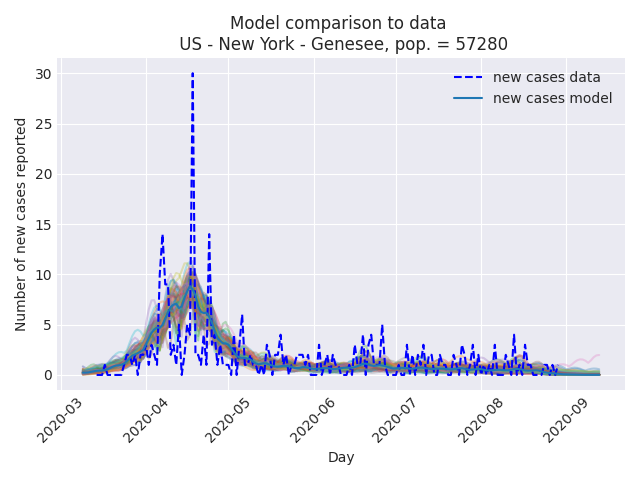 Model comparison to data
US - New York - Genesee, pop. = 57280
new cases data
new cases model
Number of new cases reported
30
25
20
15
10
5
0
2020-03
2020-04
2020-05
2020-06
2020-07
2020-08
2020-09
Day